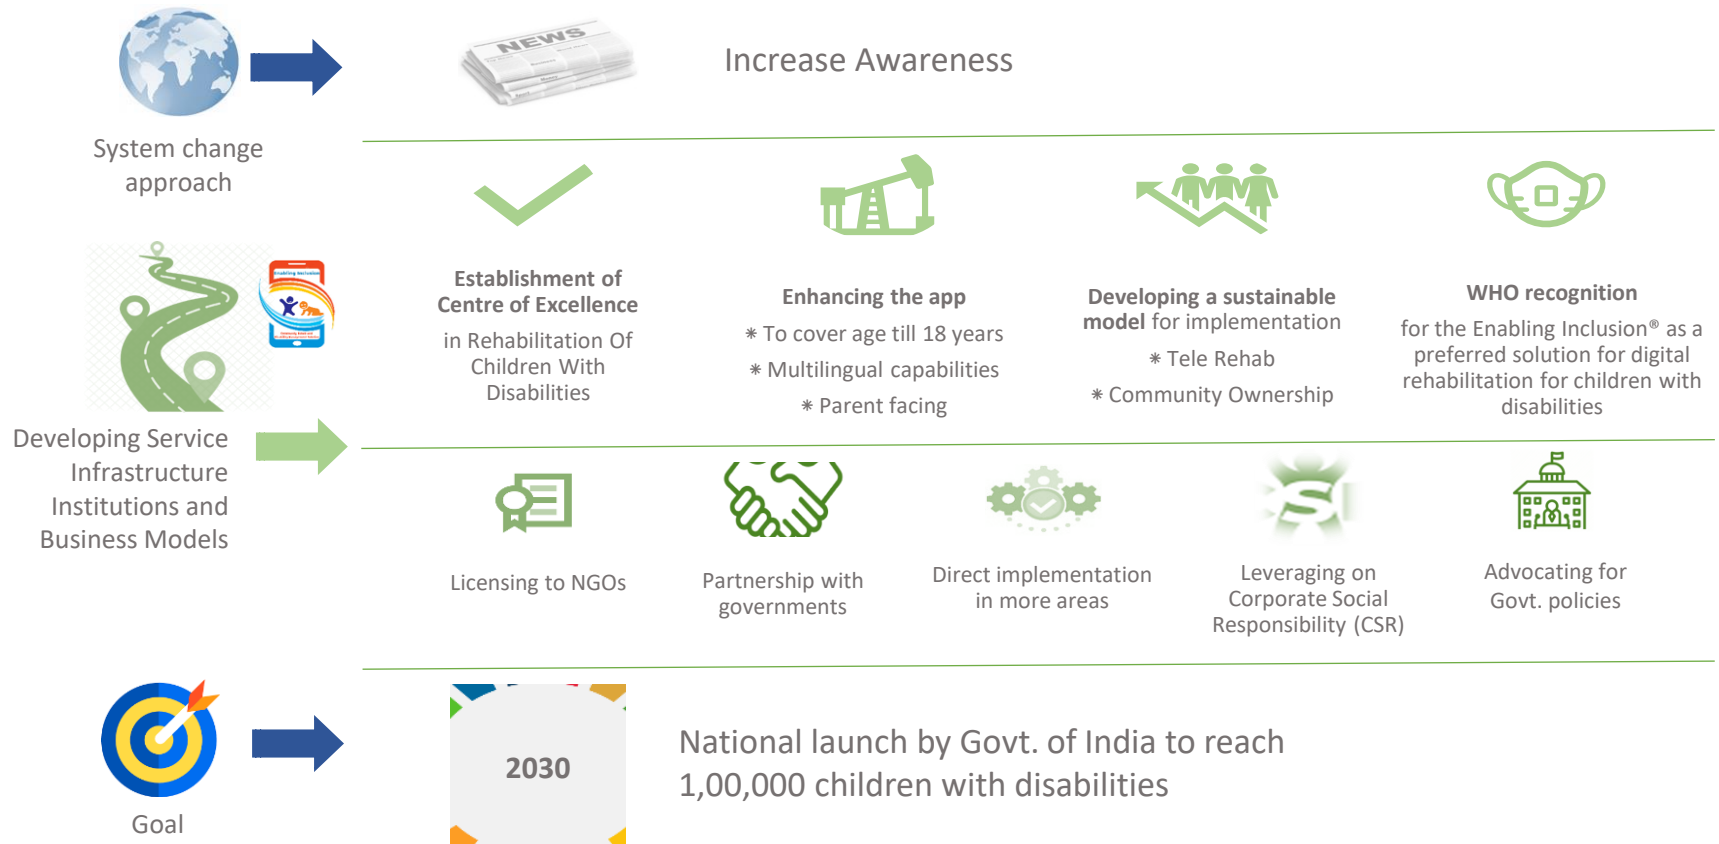 NEWS
Increase Awareness
System change
approach
Establishment of
Centre of Excellence
in Rehabilitation Of
Children With
Disabilities
Enhancing the app
* To cover age till 18 years
* Multilingual capabilities
* Parent facing
Developing a sustainable
model for implementation
* Tele Rehab
* Community Ownership
WHO recognition
for the Enabling Inclusion® as a
preferred solution for digital
rehabilitation for children with
disabilities
Enabling Inclusion
Developing Service
Infrastructure
Institutions and
Business Models
Licensing to NGOs
Partnership with
governments
Direct implementation
in more areas
Leveraging on
Corporate Social
Responsibility (CSR)
Advocating for
Govt. policies
Goal
2030
National launch by Govt. of India to reach
1,00,000 children with disabilities